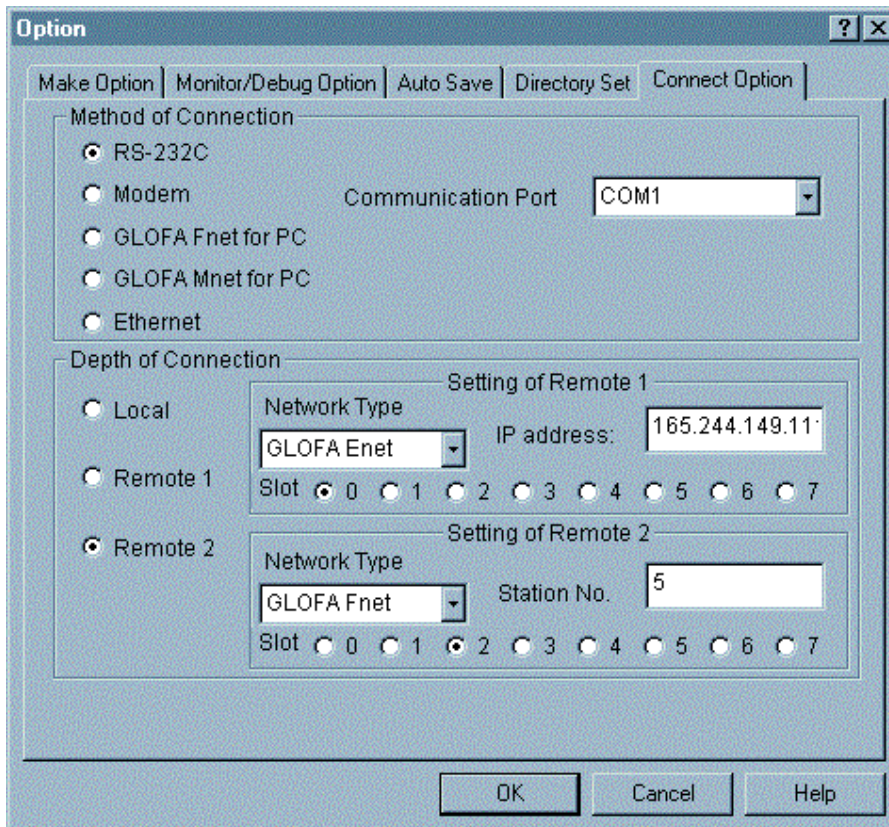 Option
Make Option Monitor/Debug Option Auto Save Directory Set Connect Option
Method of Connection
RS-232C
Modem
Communication Port COM1
GLOFA Fnet for PC
GLOFA Mnet for PC
Ethernet
Depth of Connection
Setting of Remote 1
Local
Network Type
IP address: 165.244.149.11
GLOFA Enet
Remote 1
Slot 0 1 2 3 4 5 6 7
Setting of Remote 2
Remote 2
Network Type
Station No. 5
GLOFA Fnet
Slot 0 1 2 3 4 5 6 7
OK Cancel Help